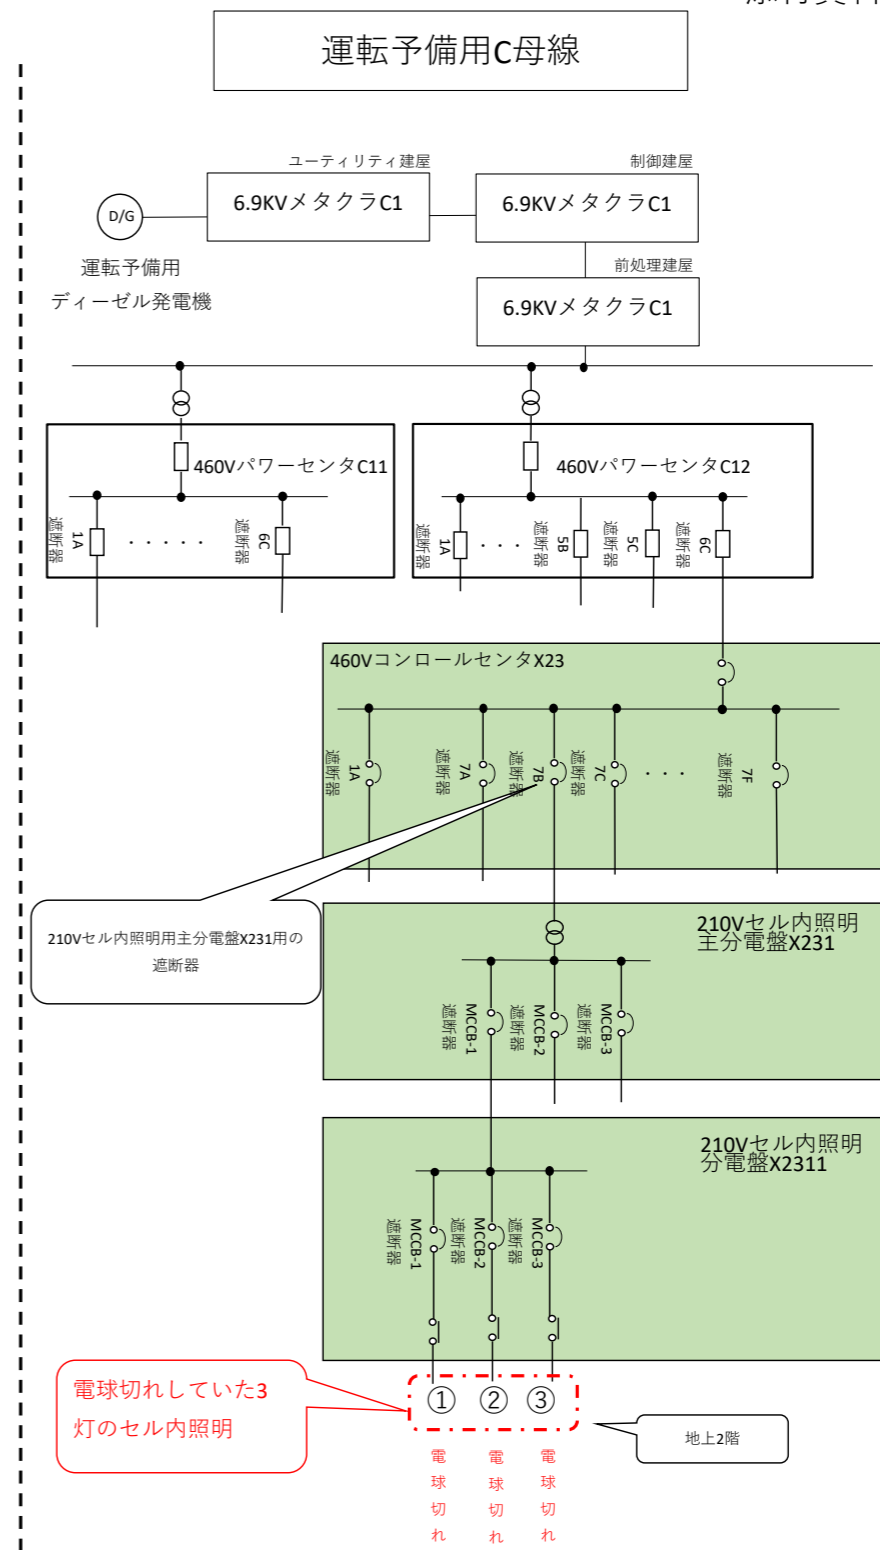 運転予備用C母線
ユーティリティ建屋
制御建屋
6.9KVメタクラC1
6.9KVメタクラC1
D/G
運転予備用
ディーゼル発電機
前処理建屋
6.9KVメタクラC1
460VパワーセンタC11
460VパワーセンタC12
遮断器
1A
・・・・・
遮断器
6C
遮断器
1A
・・・
遮断器
5B
遮断器
5C
遮断器
6C
460VコンロールセンタX23
遮断器
1A
遮断器
7A
遮断器
7B
遮断器
7C
・・・
遮断器
7F
210Vセル内照明用主分電盤X231用の
遮断器
210Vセル内照明
主分電盤X231
遮断器
MCCB-1
遮断器
MCCB-2
遮断器
MCCB-3
210Vセル内照明
分電盤X2311
遮断器
MCCB-1
遮断器
MCCB-2
遮断器
MCCB-3
電球切れしていた3
灯のセル内照明
① ② ③
地上2階
電球切れ
電球切れ
電球切れ